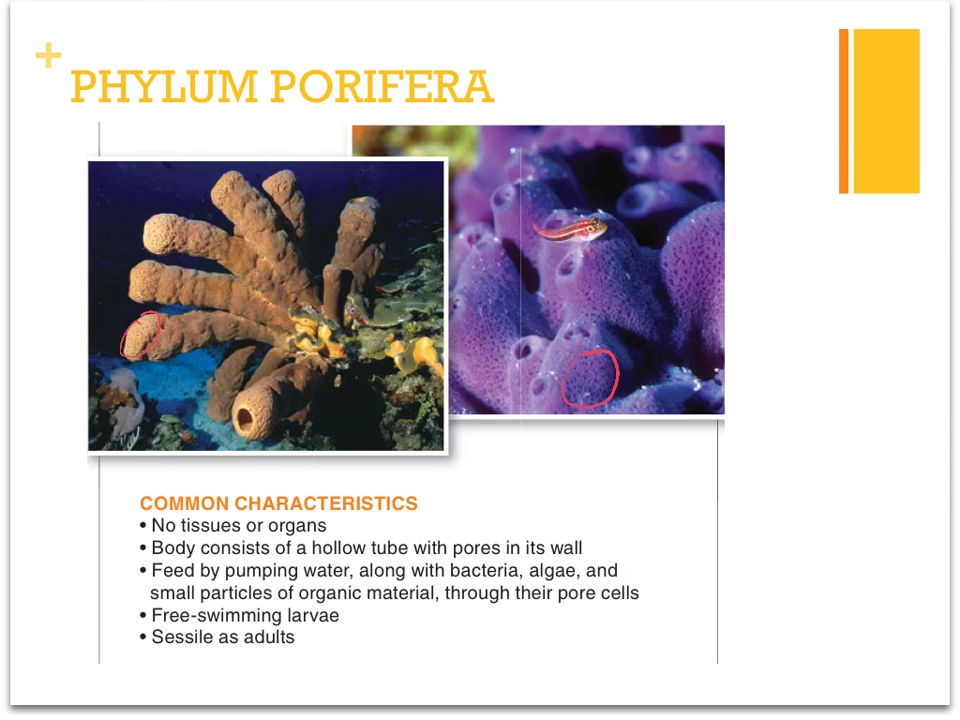 +
PHYLUM PORIFERA
COMMON CHARACTERISTICS
• No tissues or organs
• Body consists of a hollow tube with pores in its wall
• Feed by pumping water, along with bacteria, algae, and
small particles of organic material, through their pore cells
• Free-swimming larvae
• Sessile as adults